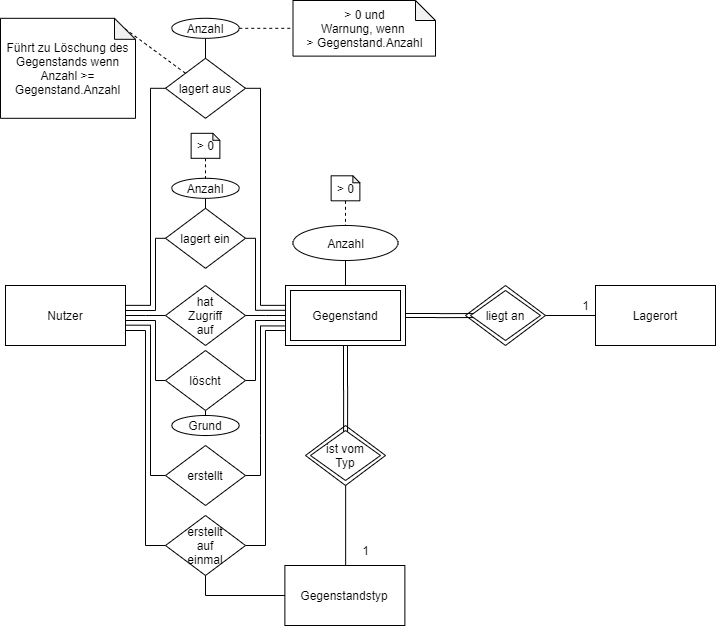 Führt zu Löschung des
Gegenstands wenn
Anzahl >=
Gegenstand.Anzahl
Anzahl
> 0 und
Warnung, wenn
> Gegenstand.Anzahl
lagert aus
> 0
Anzahl
lagert ein
> 0
Anzahl
Nutzer
hat
Zugriff
auf
Gegenstand
liegt an
1
Lagerort
löscht
Grund
ist vom
Typ
erstellt
erstellt
auf
einmal
1
Gegenstandstyp